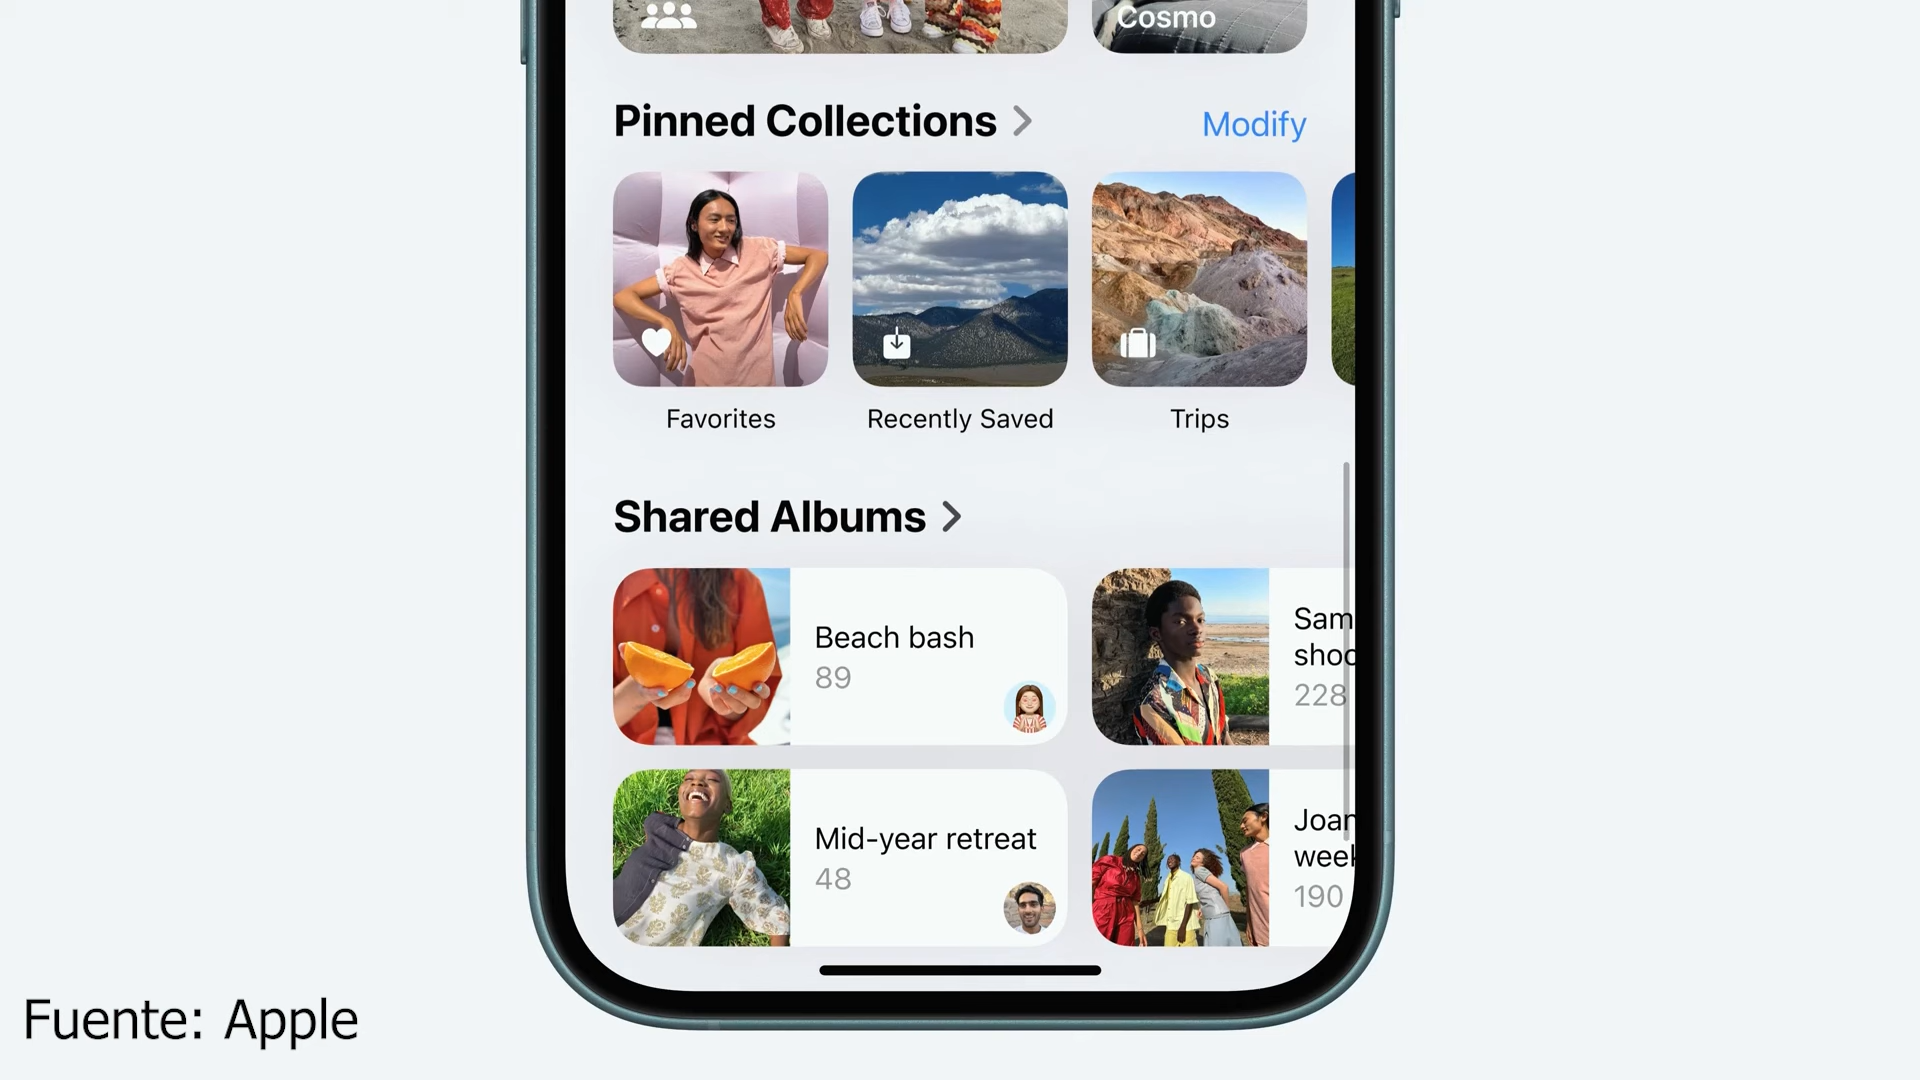 Cosmo
Pinned Collections
Modify
Favorites
Recently Saved
Trips
Shared Albums
Beach bash
89
Sam
228
Mid-year retreat
48
190
Fuente: Apple